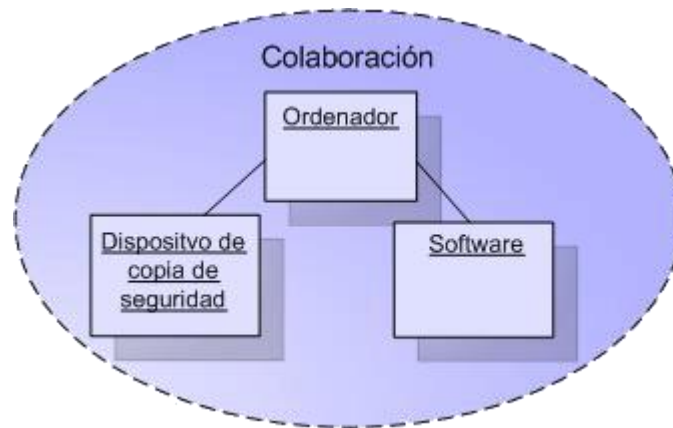 Colaboración
Ordenador
Dispositvo de
copia de
seguridad
Software